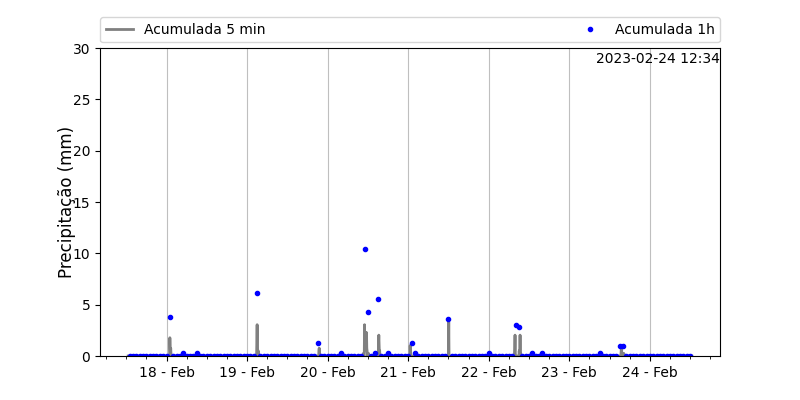 Acumulada 5 min
Acumulada 1h
2023-02-24 12:34
Precipitação (mm)
30
25
20
15
10
5
0
18 - Feb
19 - Feb
20 - Feb
21 - Feb
22 - Feb
23 - Feb
24 - Feb